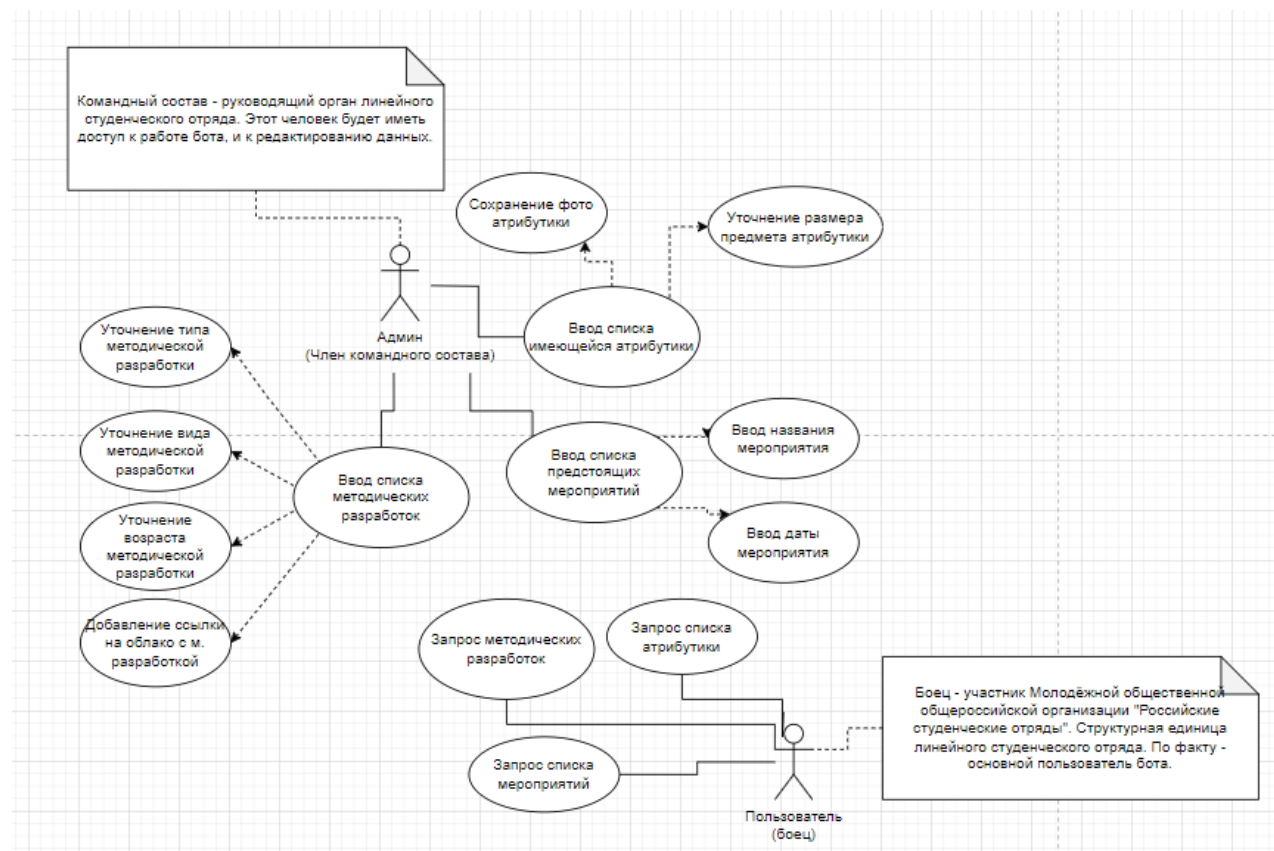 Командный состав - руководящий орган линейного
студенческого отряда. Этот человек будет иметь
доступ к работе бота, и к редактированию данных.
Сохранение фото
атрибутики
Уточнение размера
предмета атрибутики
Админ
(Член командного состава)
Ввод списка
имеющейся атрибутики
Уточнение типа
методической
разработки
Уточнение вида
методической
разработки
Уточнение
возраста
методической
разработки
Добавление ссылки
на облако с м.
разработкой
Ввод списка
методических
разработок
Ввод списка
предстоящих
мероприятий
Ввод названия
мероприятия
Ввод даты
мероприятия
Запрос методических
разработок
Запрос списка
атрибутики
Запрос списка
мероприятий
Пользователь
(боец)
Боец - участник Молодёжной общественной
общероссийской организации "Российские
студенческие отряды". Структурная единица
линейного студенческого отряда. По факту -
основной пользователь бота.